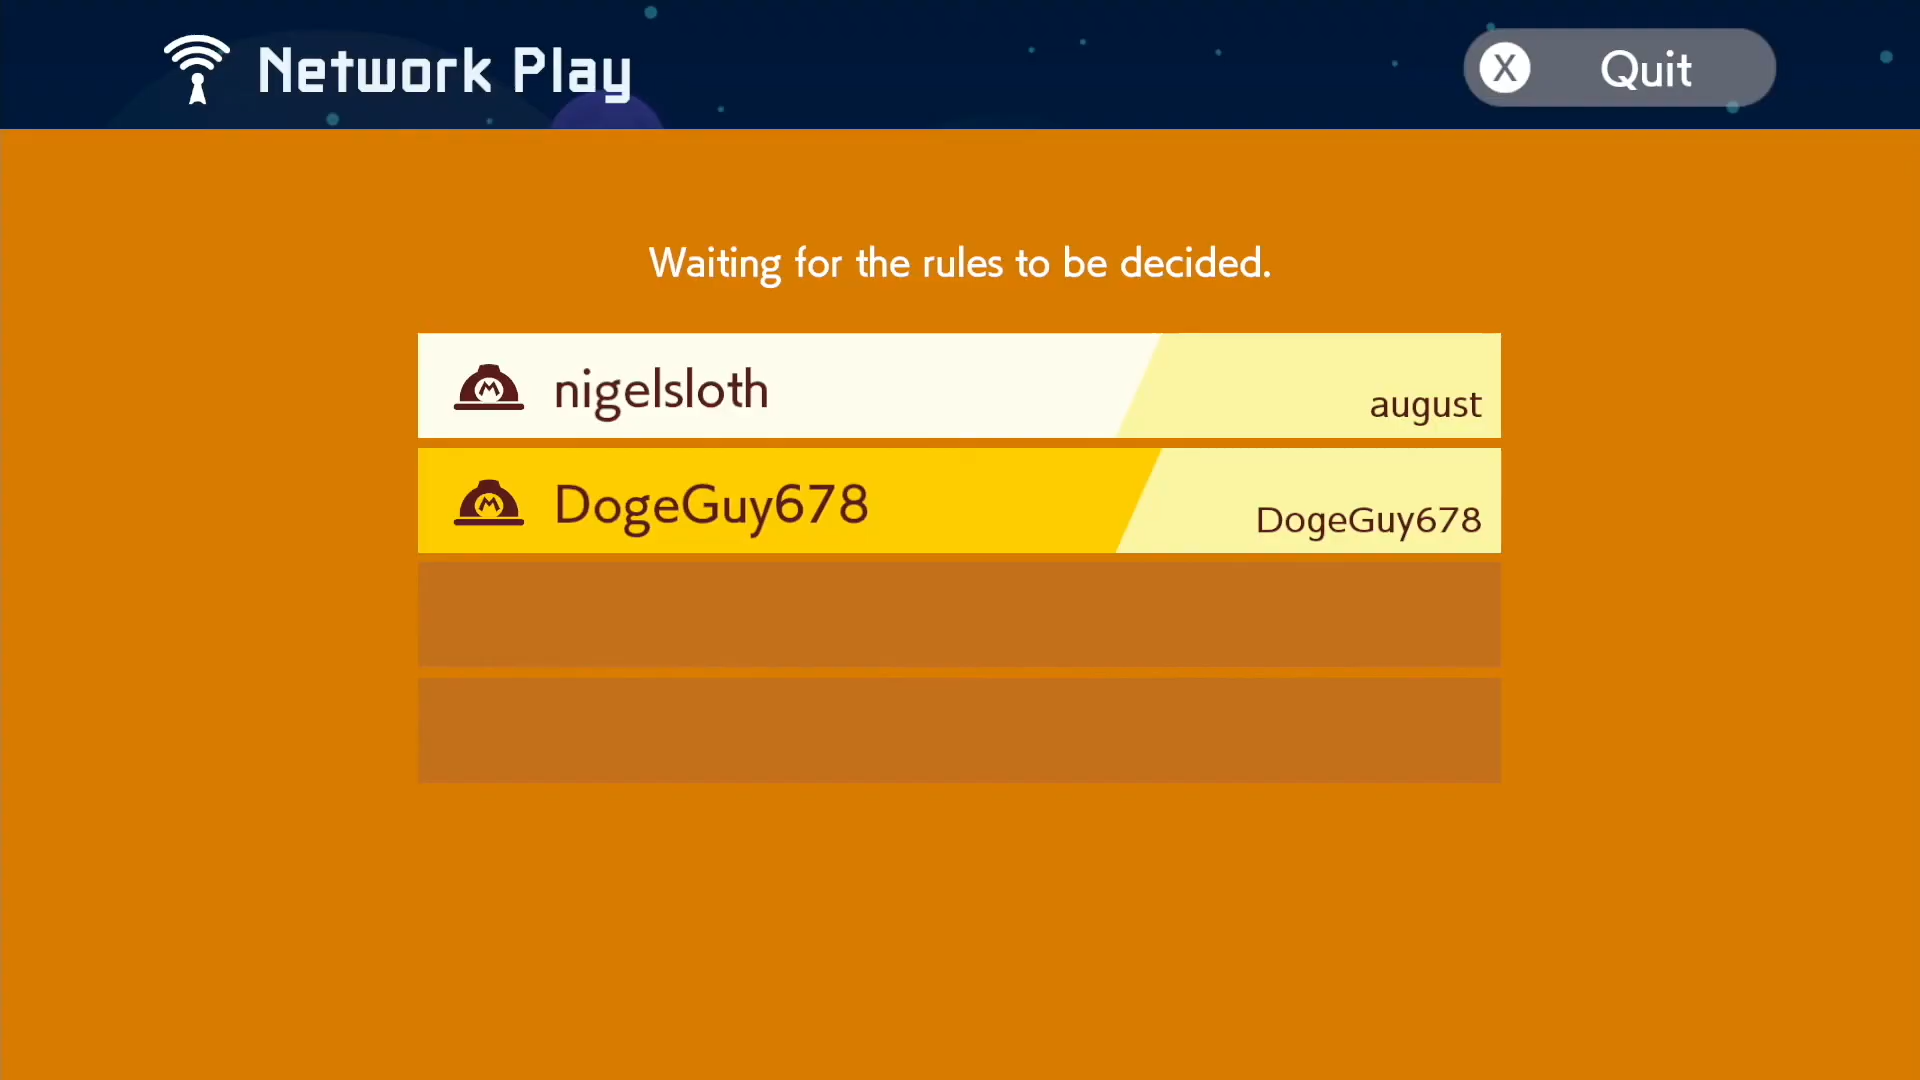 Network Play
X Quit
Waiting for the rules to be decided.
M nigelsloth august
M DogeGuy678 DogeGuy678